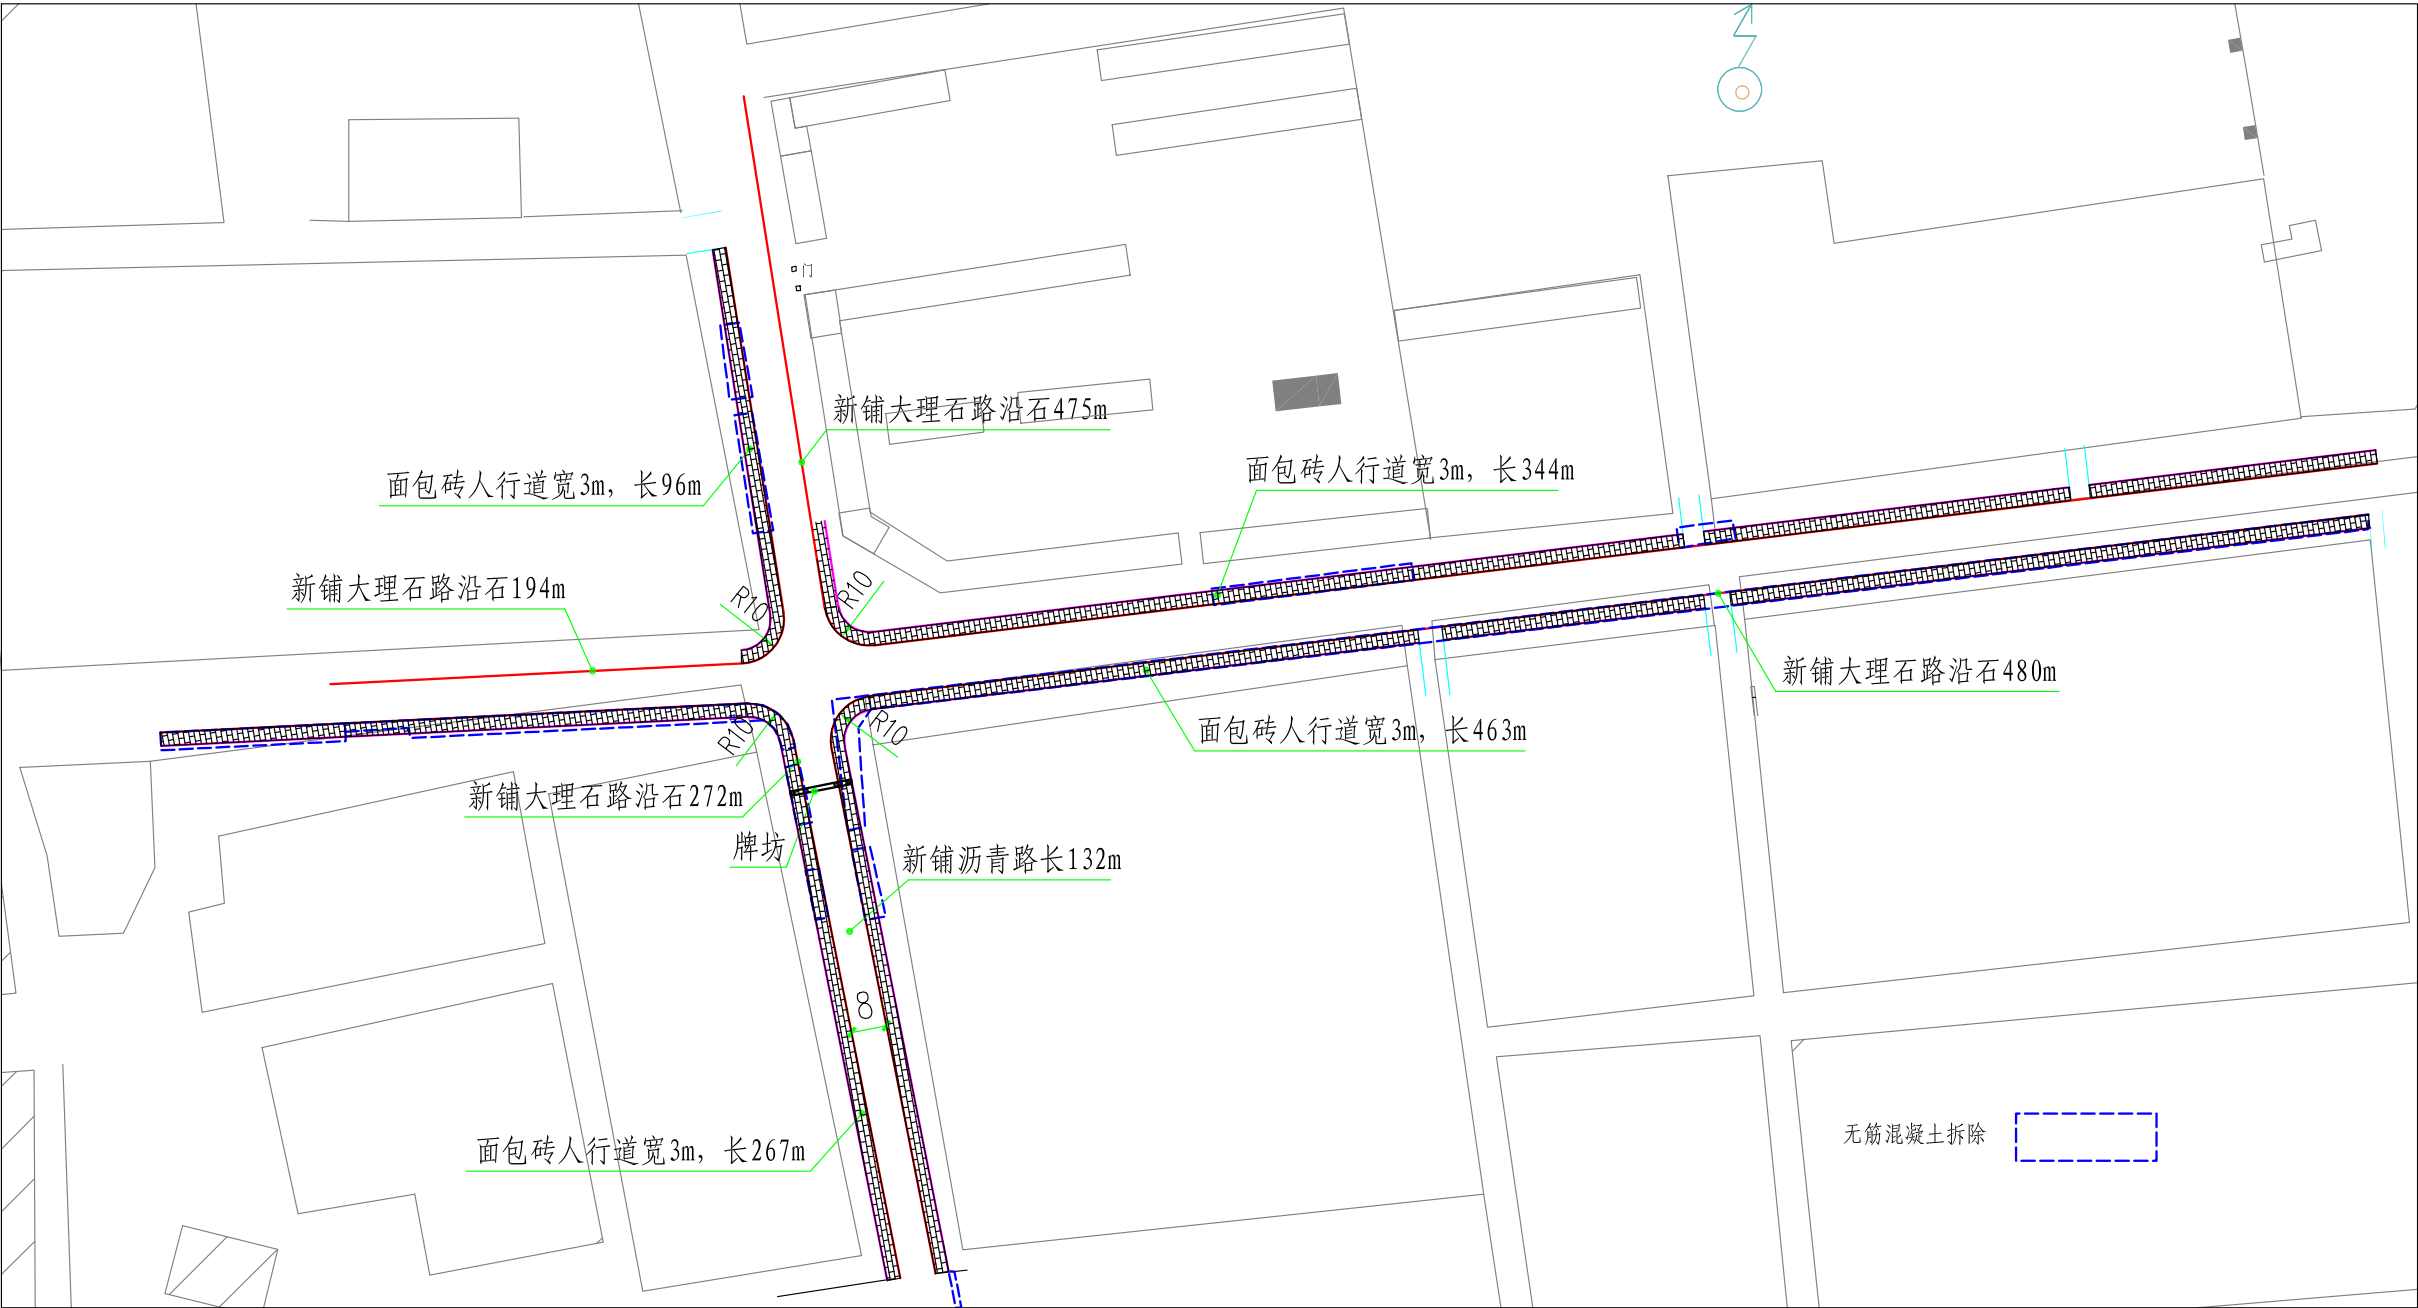 门
新铺大理石路沿石475m
面包砖人行道宽3m，长96m
面包砖人行道宽3m，长344m
新铺大理石路沿石194m
R10
R10
新铺大理石路沿石480m
R10
R10
面包砖人行道宽3m，长463m
新铺大理石路沿石272m
牌坊
新铺沥青路长132m
8
面包砖人行道宽3m，长267m
无筋混凝土拆除